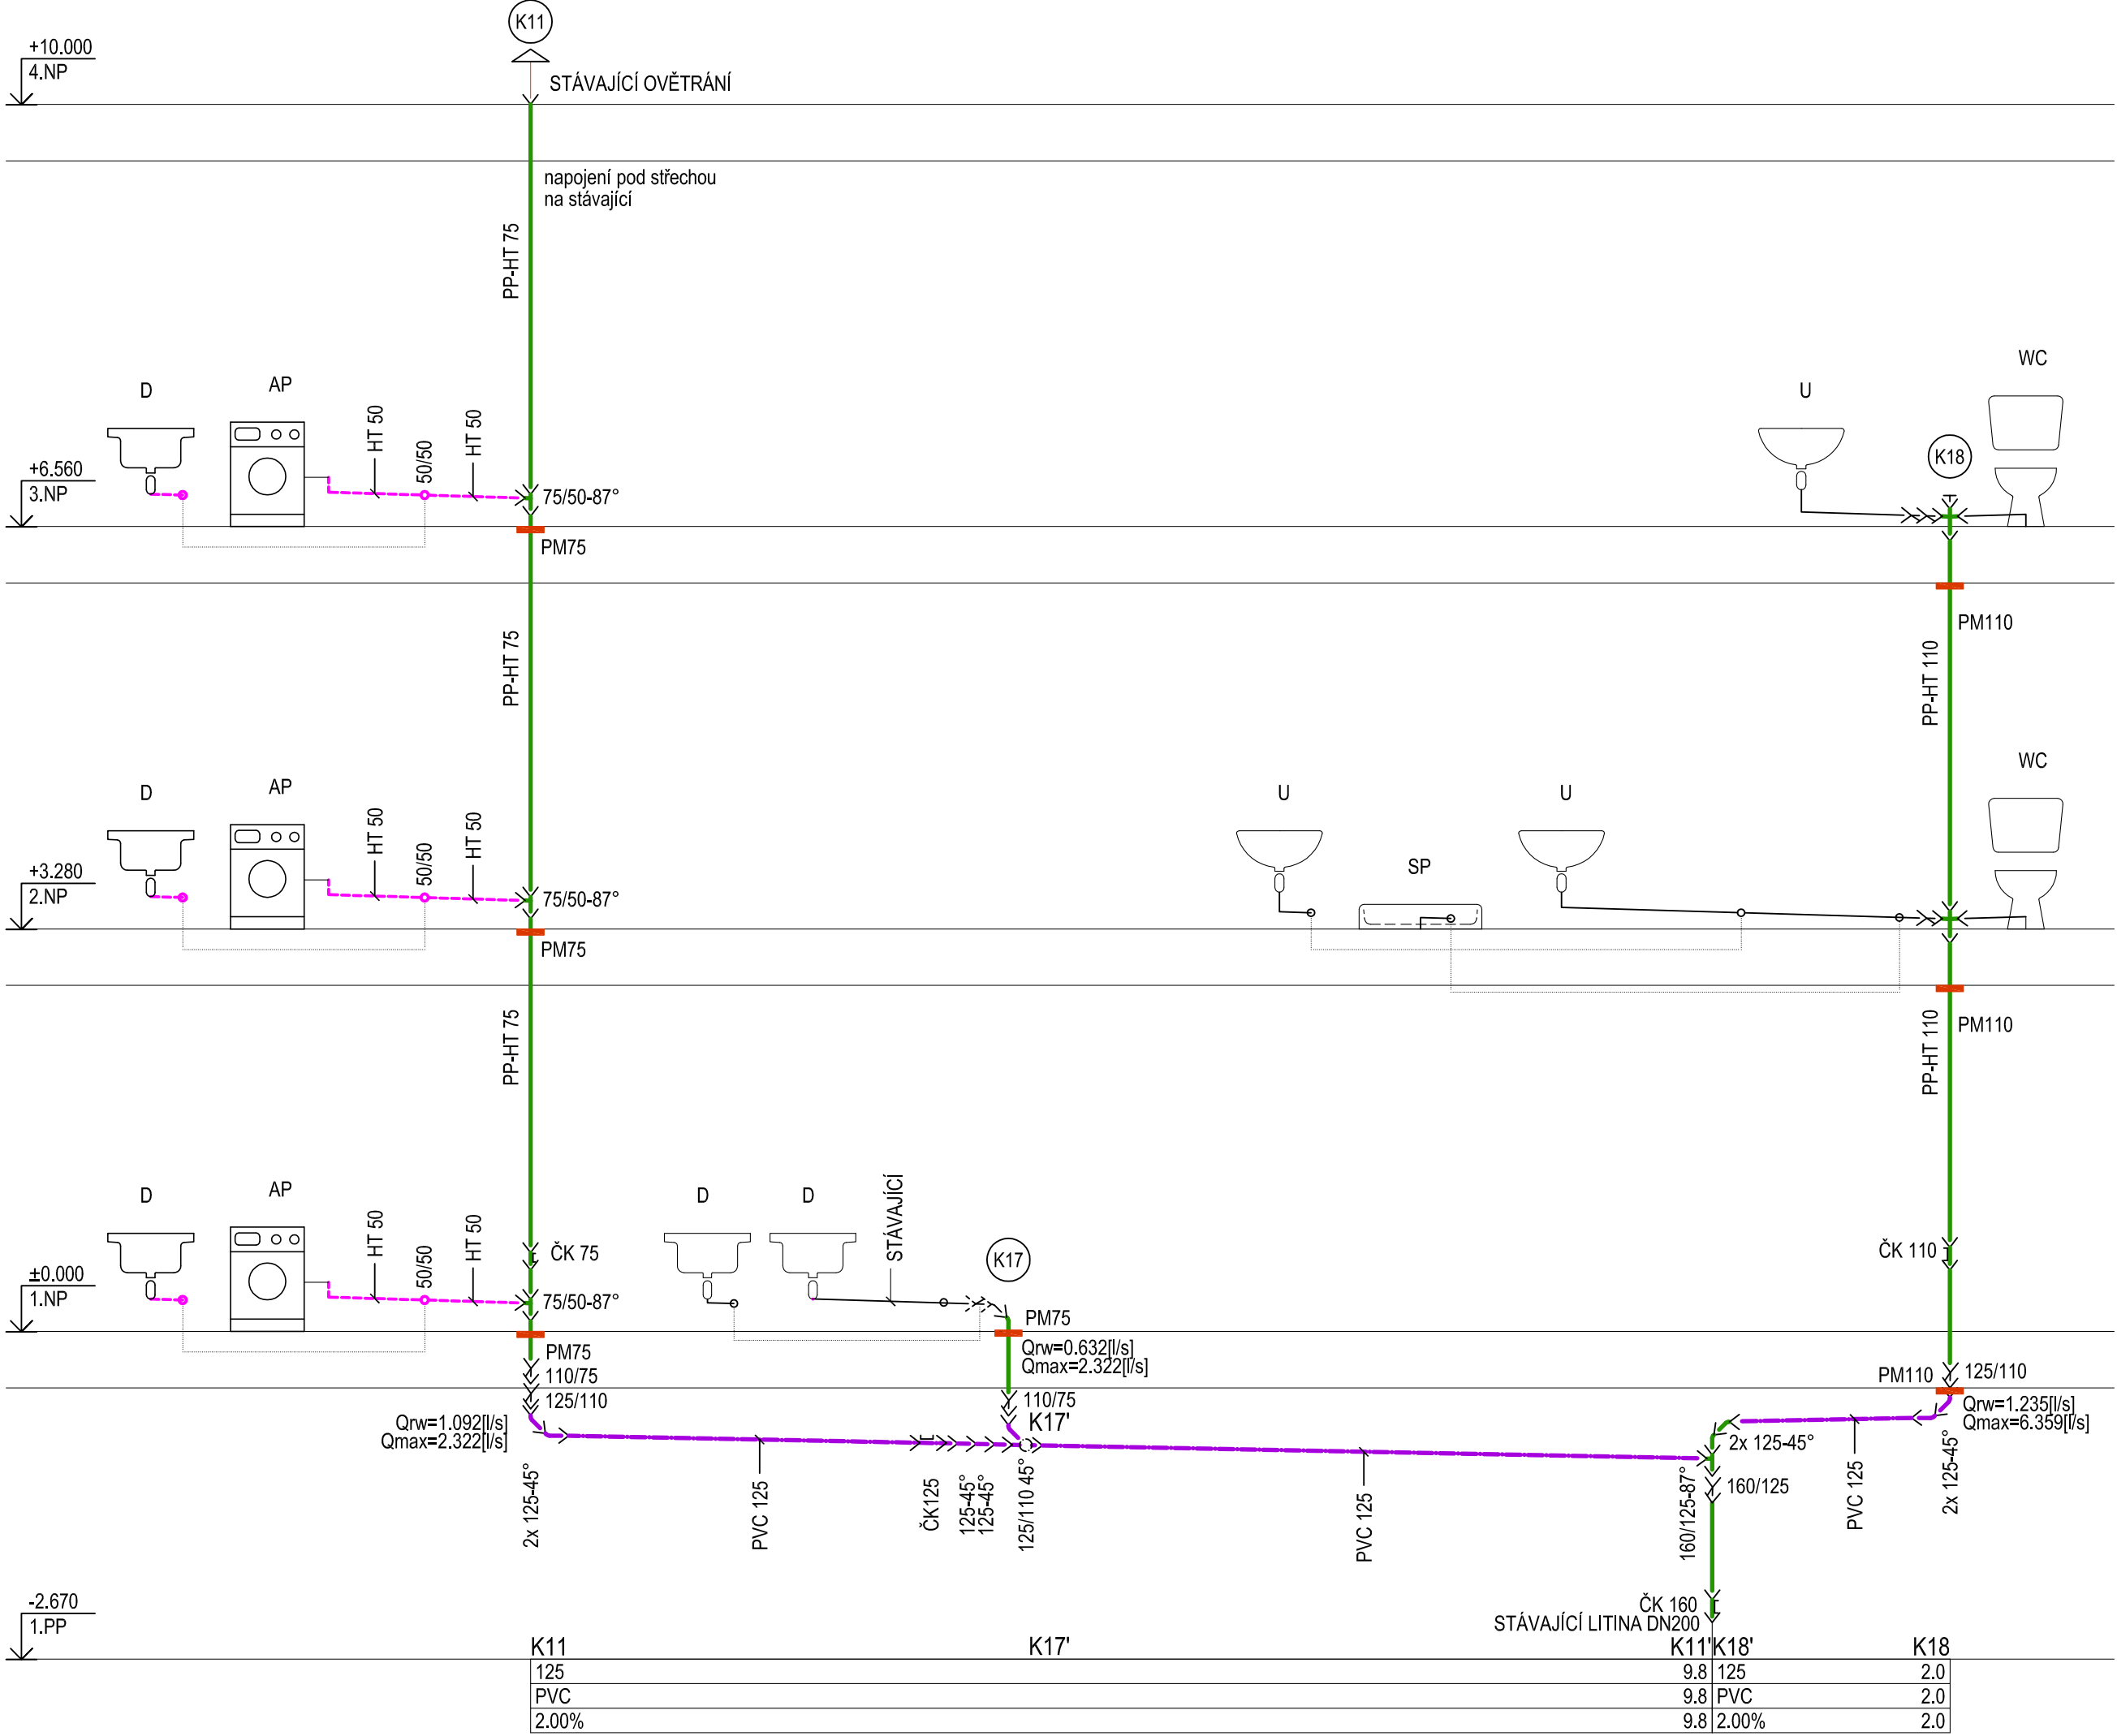 K11
+10.000
4.NP
STÁVAJÍCÍ OVĚTRÁNÍ
napojení pod střechou
na stávající
PP-HT 75
D
AP
HT 50
50/50
HT 50
75/50-87°
+6.560
3.NP
PM75
U
K18
WC
PM110
PP-HT 75
PP-HT 110
D
AP
HT 50
50/50
HT 50
75/50-87°
+3.280
2.NP
PM75
U
SP
U
WC
PM110
PP-HT 75
PP-HT 110
D
AP
HT 50
50/50
HT 50
ČK 75
75/50-87°
±0.000
1.NP
D
D
STÁVAJÍCÍ
K17
ČK 110
PM75
Qrw=0.632[l/s]
Qmax=2.322[l/s]
PM75
110/75
125/110
110/75
K17'
PM110
125/110
Qrw=1.092[l/s]
Qmax=2.322[l/s]
Qrw=1.235[l/s]
Qmax=6.359[l/s]
2x 125-45°
2x 125-45°
PVC 125
ČK125
125-45°
125-45°
125/110 45°
PVC 125
160/125-87°
160/125
PVC 125
2x 125-45°
-2.670
1.PP
ČK 160
STÁVAJÍCÍ LITINA DN200
K11 K17' K11' K18' K18
125 9.8 125 2.0
PVC 9.8 PVC 2.0
2.00% 9.8 2.00% 2.0